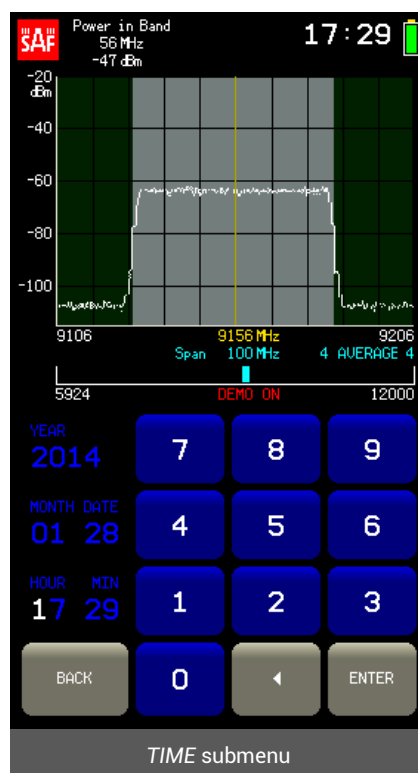 SAF
Power in Band
56 MHz
-47 dBm
17:29
-20
dBm
-40
-60
-80
-100
9106 9156 MHz 9206
Span 100 MHz 4 AVERAGE 4
5924 DEMO ON 12000
YEAR
2014
7 8 9
MONTH DATE
01 28
4 5 6
HOUR MIN
17 29
1 2 3
BACK 0 ENTER
TIME submenu